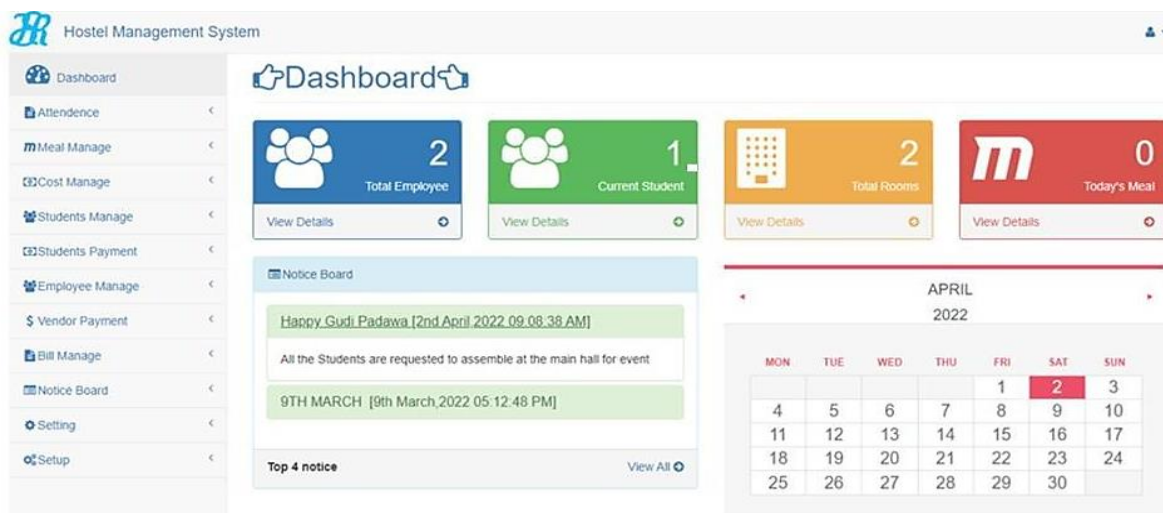 HR Hostel Management System
Dashboard
Attendence
Meal Manage
Cost Manage
Students Manage
Students Payment
Employee Manage
$ Vendor Payment
Bill Manage
Notice Board
Setting
Setup
Dashboard
2
Total Employee
View Details
1
Current Student
View Details
2
Total Rooms
View Details
m
0
Today's Meal
View Details
Notice Board
Happy Gudi Padawa [2nd April,2022 09.08.38 AM]
All the Students are requested to assemble at the main hall for event
9TH MARCH [9th March,2022 05.12.48 PM]
Top 4 notice View All
APRIL
2022
MON TUE WED THU FRI SAT SUN
1 2 3
4 5 6 7 8 9 10
11 12 13 14 15 16 17
18 19 20 21 22 23 24
25 26 27 28 29 30